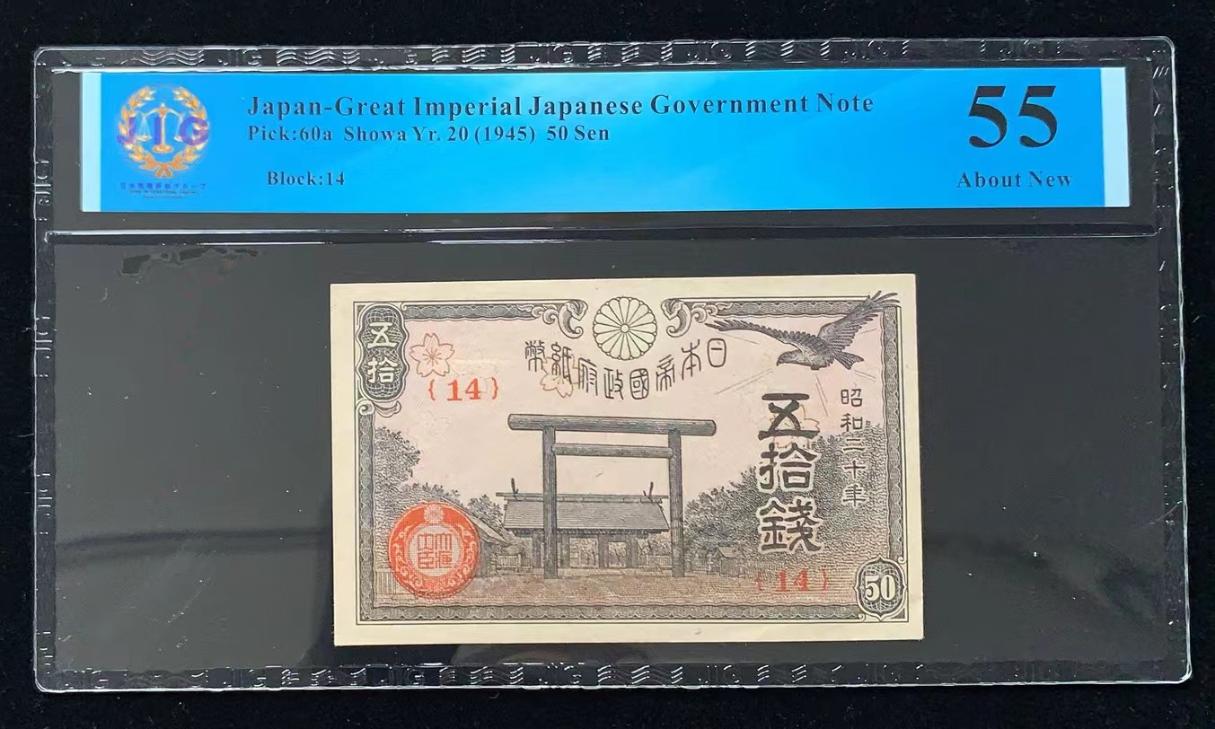 Japan-Great Imperial Japanese Government Note
Pick:60a Showa Yr. 20 (1945) 50 Sen
Block:14
55
About New
JIG
五拾
{14}
日本帝國政府紙幣
昭和二十年
五拾錢
{14}
50